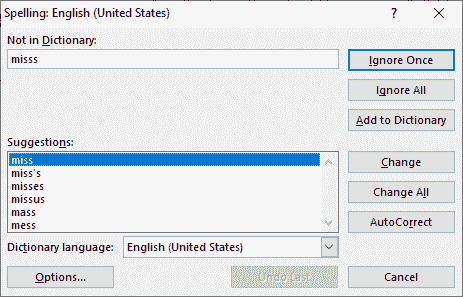 Spelling: English (United States)
Not in Dictionary:
misss
Ignore Once
Ignore All
Add to Dictionary
Suggestions:
miss
miss's
misses
missus
mass
mess
Change
Change All
AutoCorrect
Dictionary language: English (United States)
Options... Undo Last Cancel